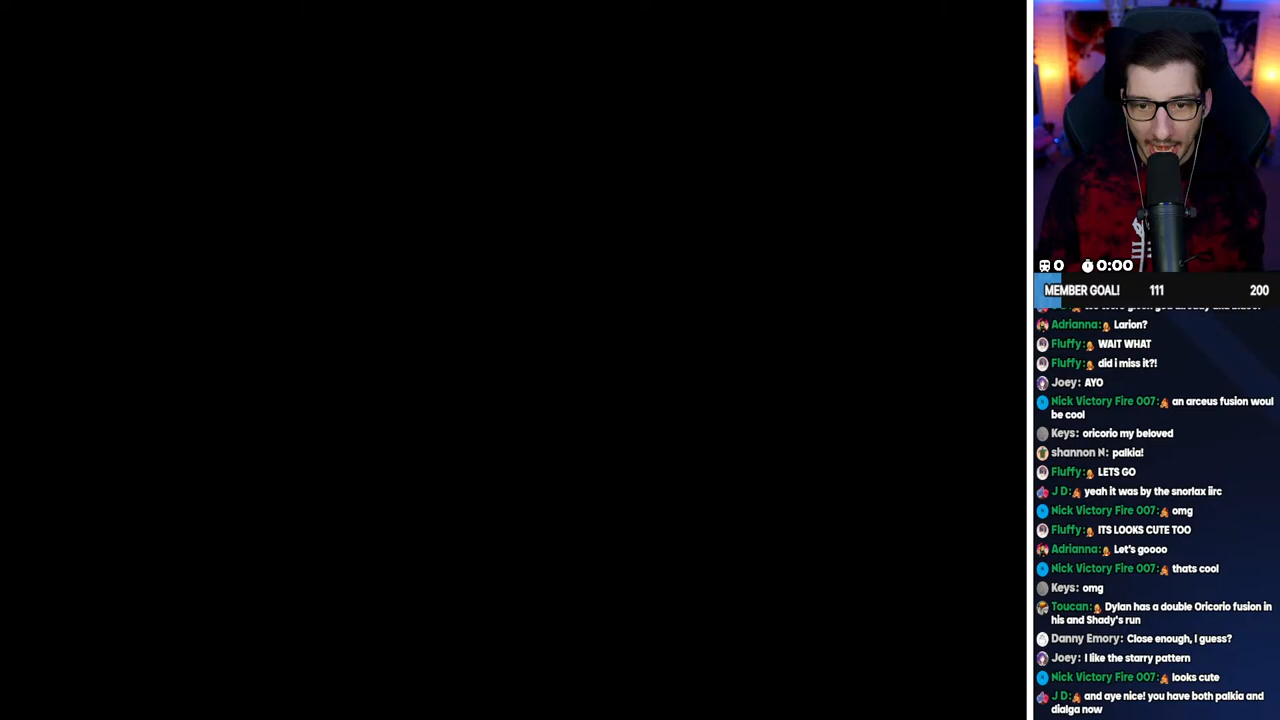 0 0:00
MEMBER GOAL! 111 200
Adrianna: Larion?
Fluffy: WAIT WHAT
Fluffy: did i miss it?!
Joey: AYO
Nick Victory Fire 007: an arceus fusion woul
be cool
Keys: oricorio my beloved
shannon N: palkia!
Fluffy: LETS GO
J D: yeah it was by the snorlax iirc
Nick Victory Fire 007: omg
Fluffy: ITS LOOKS CUTE TOO
Adrianna: Let's goooo
Nick Victory Fire 007: thats cool
Keys: omg
Toucan: Dylan has a double Oricorio fusion in
his and Shady's run
Danny Emory: Close enough, I guess?
Joey: I like the starry pattern
Nick Victory Fire 007: looks cute
J D: and aye nice! you have both palkia and
dialga now